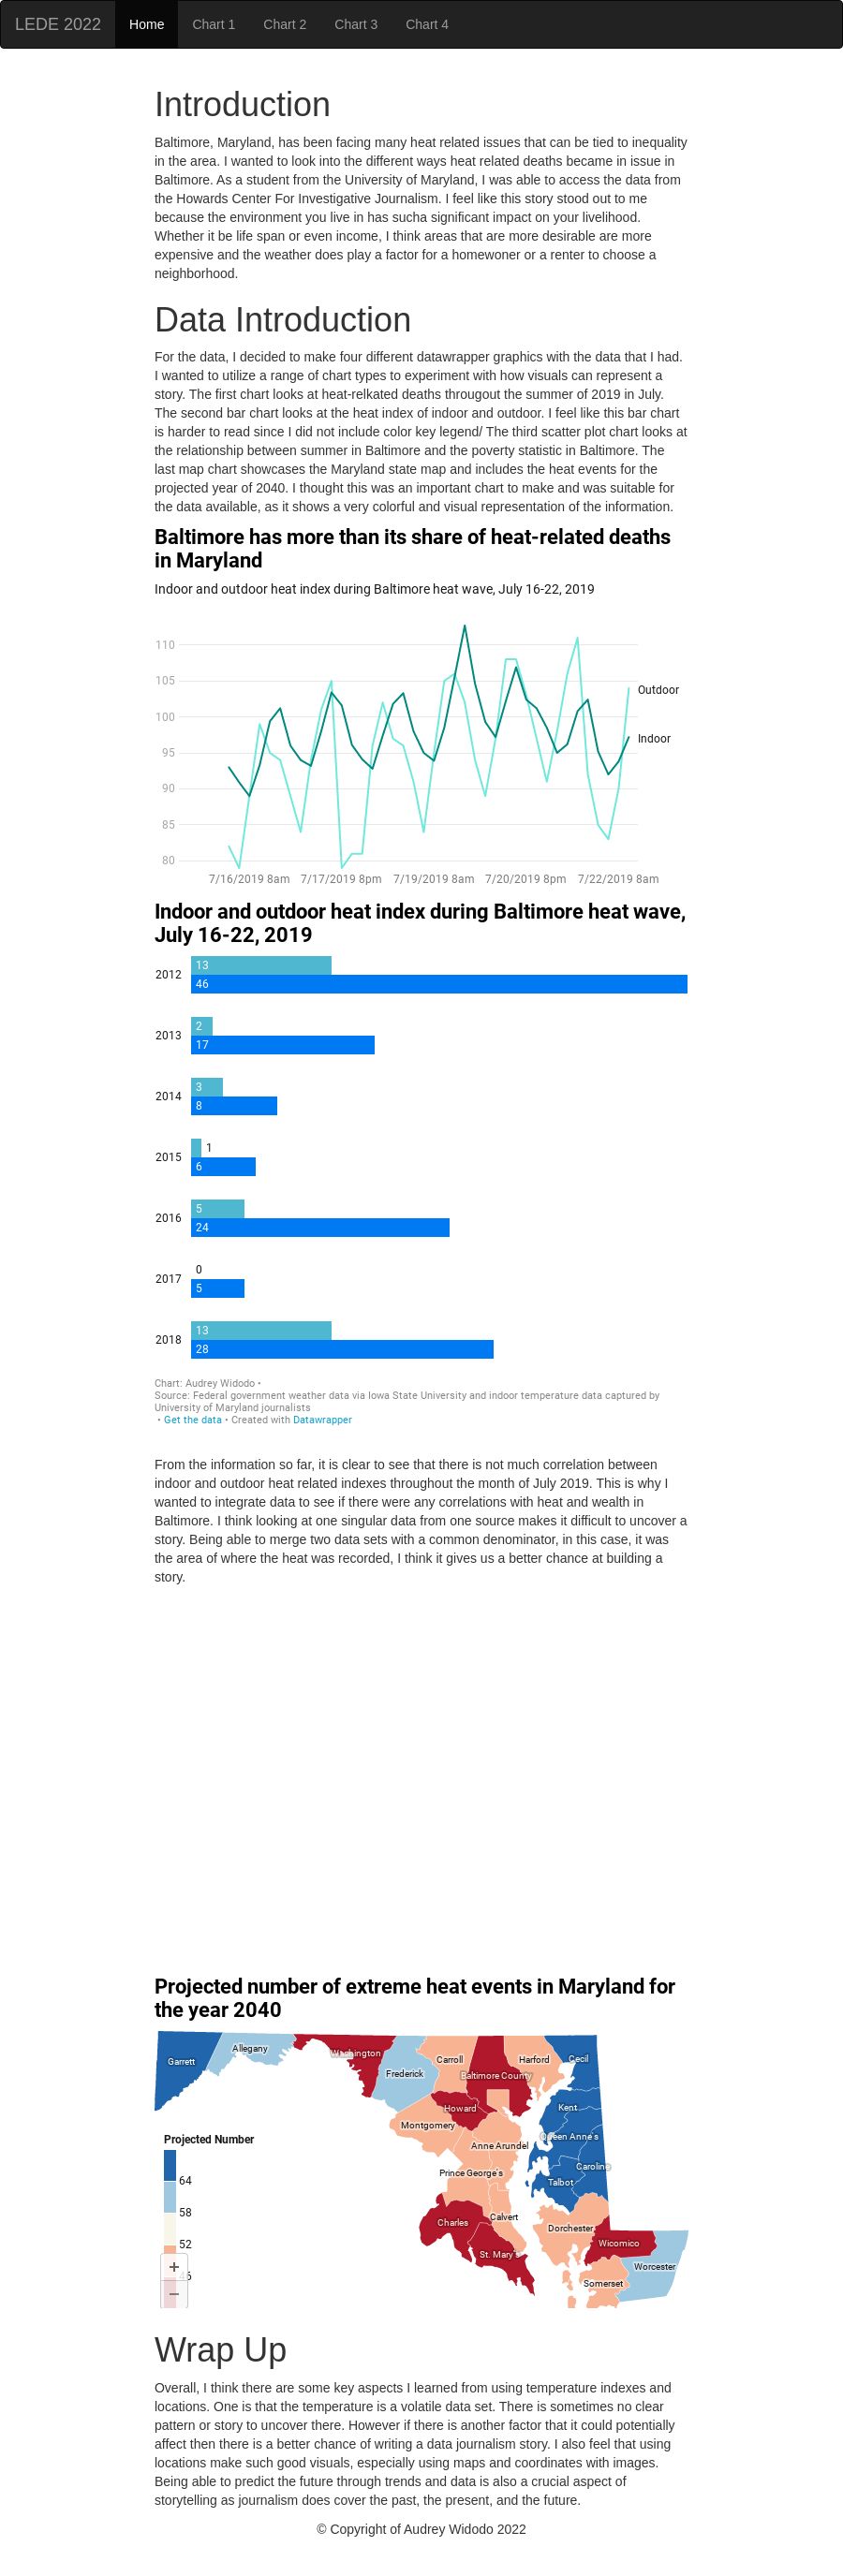 LEDE 2022 Home Chart 1 Chart 2 Chart 3 Chart 4
Introduction
Baltimore, Maryland, has been facing many heat related issues that can be tied to inequality
in the area. I wanted to look into the different ways heat related deaths became in issue in
Baltimore. As a student from the University of Maryland, I was able to access the data from
the Howards Center For Investigative Journalism. I feel like this story stood out to me
because the environment you live in has sucha significant impact on your livelihood.
Whether it be life span or even income, I think areas that are more desirable are more
expensive and the weather does play a factor for a homewoner or a renter to choose a
neighborhood.
Data Introduction
For the data, I decided to make four different datawrapper graphics with the data that I had.
I wanted to utilize a range of chart types to experiment with how visuals can represent a
story. The first chart looks at heat-relkated deaths througout the summer of 2019 in July.
The second bar chart looks at the heat index of indoor and outdoor. I feel like this bar chart
is harder to read since I did not include color key legend/ The third scatter plot chart looks at
the relationship between summer in Baltimore and the poverty statistic in Baltimore. The
last map chart showcases the Maryland state map and includes the heat events for the
projected year of 2040. I thought this was an important chart to make and was suitable for
the data available, as it shows a very colorful and visual representation of the information.
Baltimore has more than its share of heat-related deaths
in Maryland
Indoor and outdoor heat index during Baltimore heat wave, July 16-22, 2019
110
105
Outdoor
100
Indoor
95
90
85
80
7/16/2019 8am 7/17/2019 8pm 7/19/2019 8am 7/20/2019 8pm 7/22/2019 8am
Indoor and outdoor heat index during Baltimore heat wave,
July 16-22, 2019
2012 13
46
2013 2
17
2014 3
8
2015 1
6
2016 5
24
2017 0
5
2018 13
28
Chart: Audrey Widodo •
Source: Federal government weather data via Iowa State University and indoor temperature data captured by
University of Maryland journalists
• Get the data • Created with Datawrapper
From the information so far, it is clear to see that there is not much correlation between
indoor and outdoor heat related indexes throughout the month of July 2019. This is why I
wanted to integrate data to see if there were any correlations with heat and wealth in
Baltimore. I think looking at one singular data from one source makes it difficult to uncover a
story. Being able to merge two data sets with a common denominator, in this case, it was
the area of where the heat was recorded, I think it gives us a better chance at building a
story.
Projected number of extreme heat events in Maryland for
the year 2040
Garrett
Allegany
Washington
Frederick
Carroll
Baltimore County
Harford
Cecil
Howard
Kent
Montgomery
Anne Arundel
Queen Anne's
Prince George's
Caroline
Talbot
Charles
Calvert
Dorchester
St. Mary's
Wicomico
Worcester
Somerset
Projected Number
64
58
52
46
+
−
Wrap Up
Overall, I think there are some key aspects I learned from using temperature indexes and
locations. One is that the temperature is a volatile data set. There is sometimes no clear
pattern or story to uncover there. However if there is another factor that it could potentially
affect then there is a better chance of writing a data journalism story. I also feel that using
locations make such good visuals, especially using maps and coordinates with images.
Being able to predict the future through trends and data is also a crucial aspect of
storytelling as journalism does cover the past, the present, and the future.
© Copyright of Audrey Widodo 2022